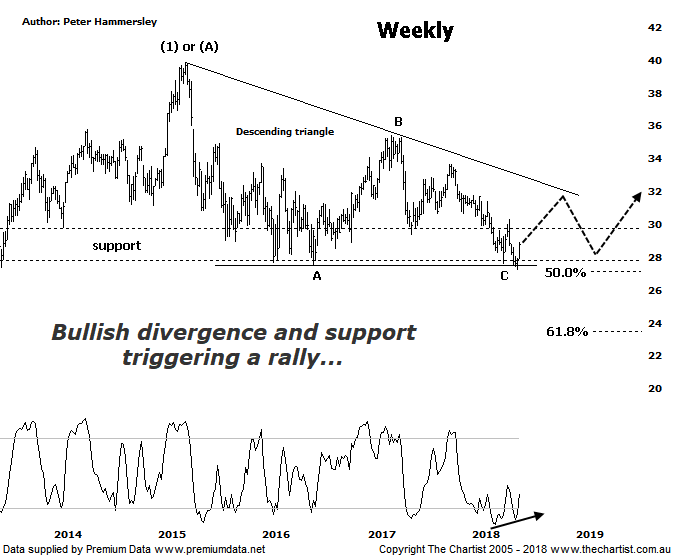 Author: Peter Hammersley
Weekly
42
(1) or (A)
40
38
B
36
Descending triangle
34
32
30
support
28
A
C
50.0%
26
Bullish divergence and support
triggering a rally...
24
61.8%
22
20
2014 2015 2016 2017 2018 2019
Data supplied by Premium Data www.premiumdata.net
Copyright The Chartist 2005 - 2018 www.thechartist.com.au